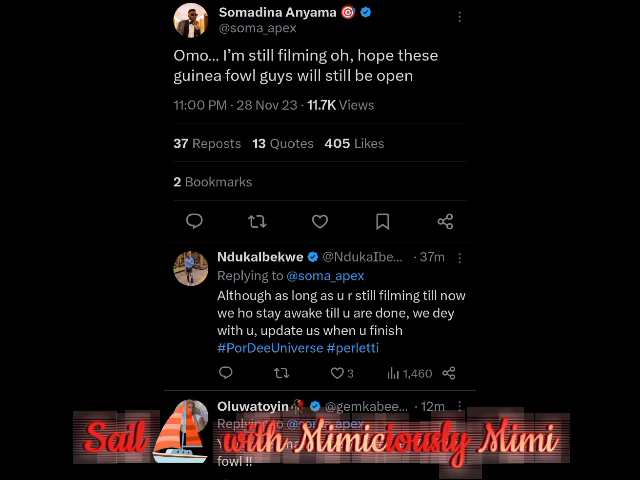 Somadina Anyama 🎯
@soma_apex
Omo... I'm still filming oh, hope these
guinea fowl guys will still be open
11:00 PM · 28 Nov 23 · 11.7K Views
37 Reposts 13 Quotes 405 Likes
2 Bookmarks
NdukaIbekwe @NdukaIbe... · 37m
Replying to @soma_apex
Although as long as u r still filming till now
we ho stay awake till u are done, we dey
with u, update us when u finish
#PorDeeUniverse #perletti
3 1,460
Oluwatoyin🥀 @gemkabee... · 12m
Replying to @soma_apex
Sail with Mimiciously Mimi
fowl !!